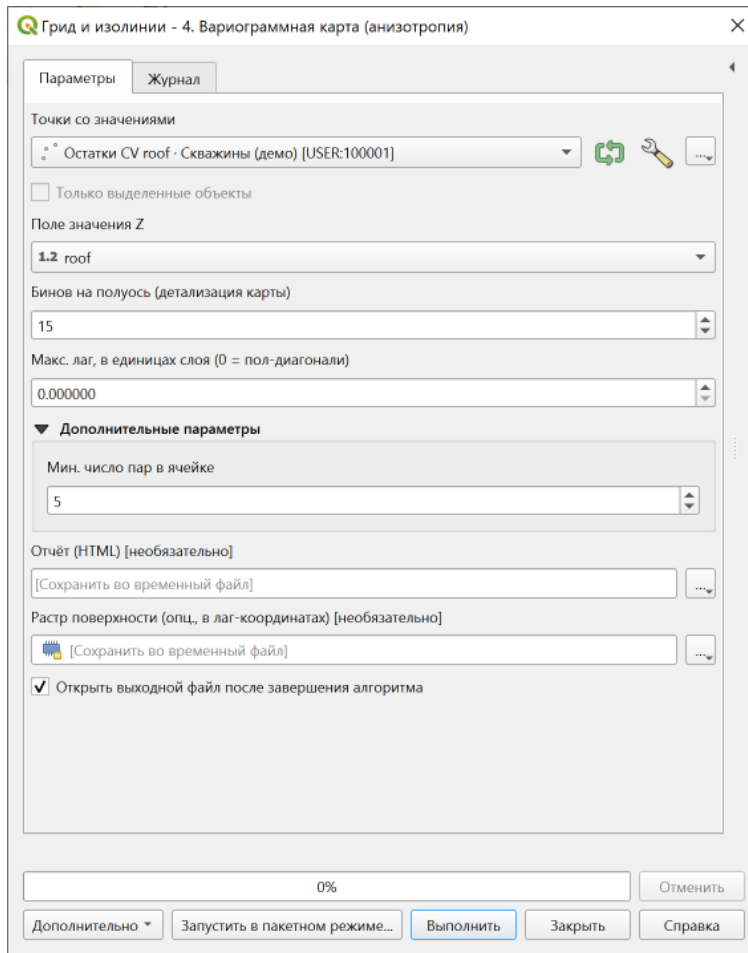 Грид и изолинии - 4. Вариограммная карта (анизотропия)
Параметры
Журнал
Точки со значениями
Остатки CV roof · Скважины (демо) [USER:100001]
...
Только выделенные объекты
Поле значения Z
1.2 roof
Бинов на полуось (детализация карты)
15
Макс. лаг, в единицах слоя (0 = пол-диагонали)
0.000000
Дополнительные параметры
Мин. число пар в ячейке
5
Отчёт (HTML) [необязательно]
[Сохранить во временный файл]
...
Растр поверхности (опц., в лаг-координатах) [необязательно]
[Сохранить во временный файл]
...
Открыть выходной файл после завершения алгоритма
0%
Отменить
Дополнительно
Запустить в пакетном режиме...
Выполнить
Закрыть
Справка